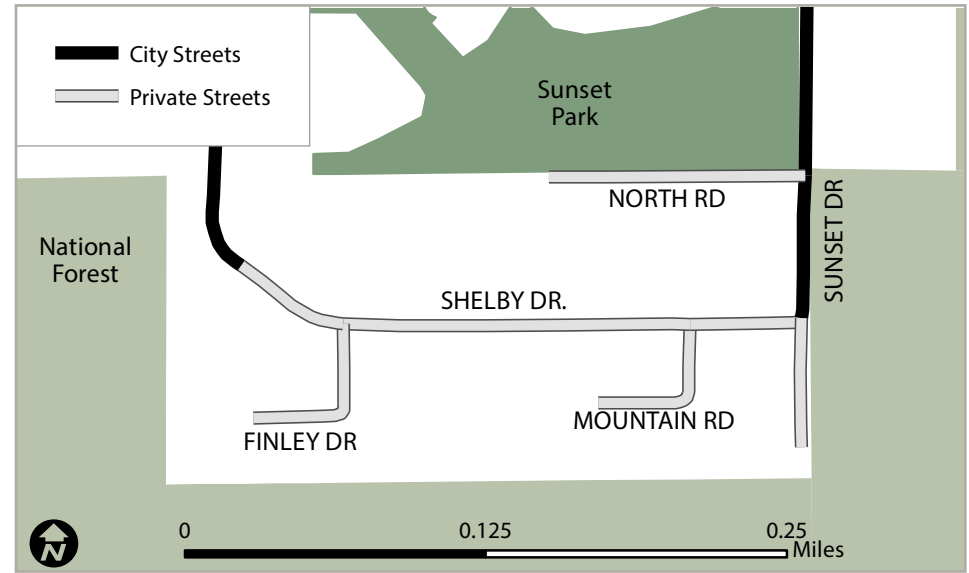 City Streets
Private Streets
Sunset
Park
NORTH RD
SUNSET DR
National
Forest
SHELBY DR.
MOUNTAIN RD
FINLEY DR
0 0.125 0.25
Miles
N